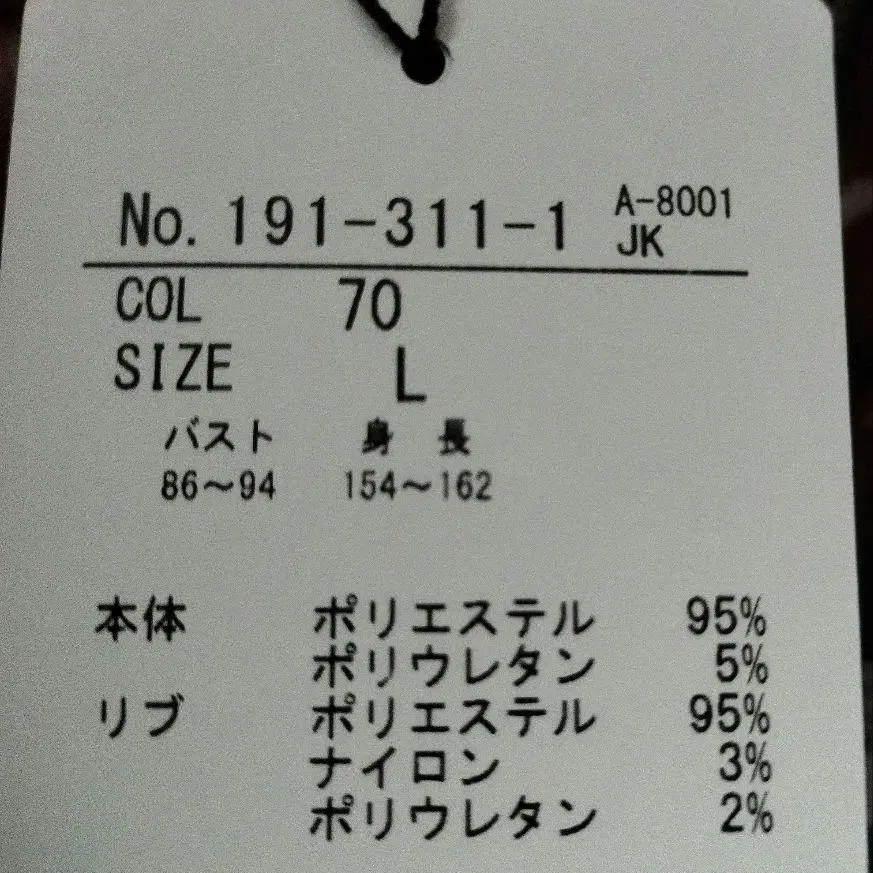 No. 191-311-1 A-8001
JK
COL 70
SIZE L
バスト 身 長
86～94 154～162
本体 ポリエステル 95%
ポリウレタン 5%
リブ ポリエステル 95%
ナイロン 3%
ポリウレタン 2%